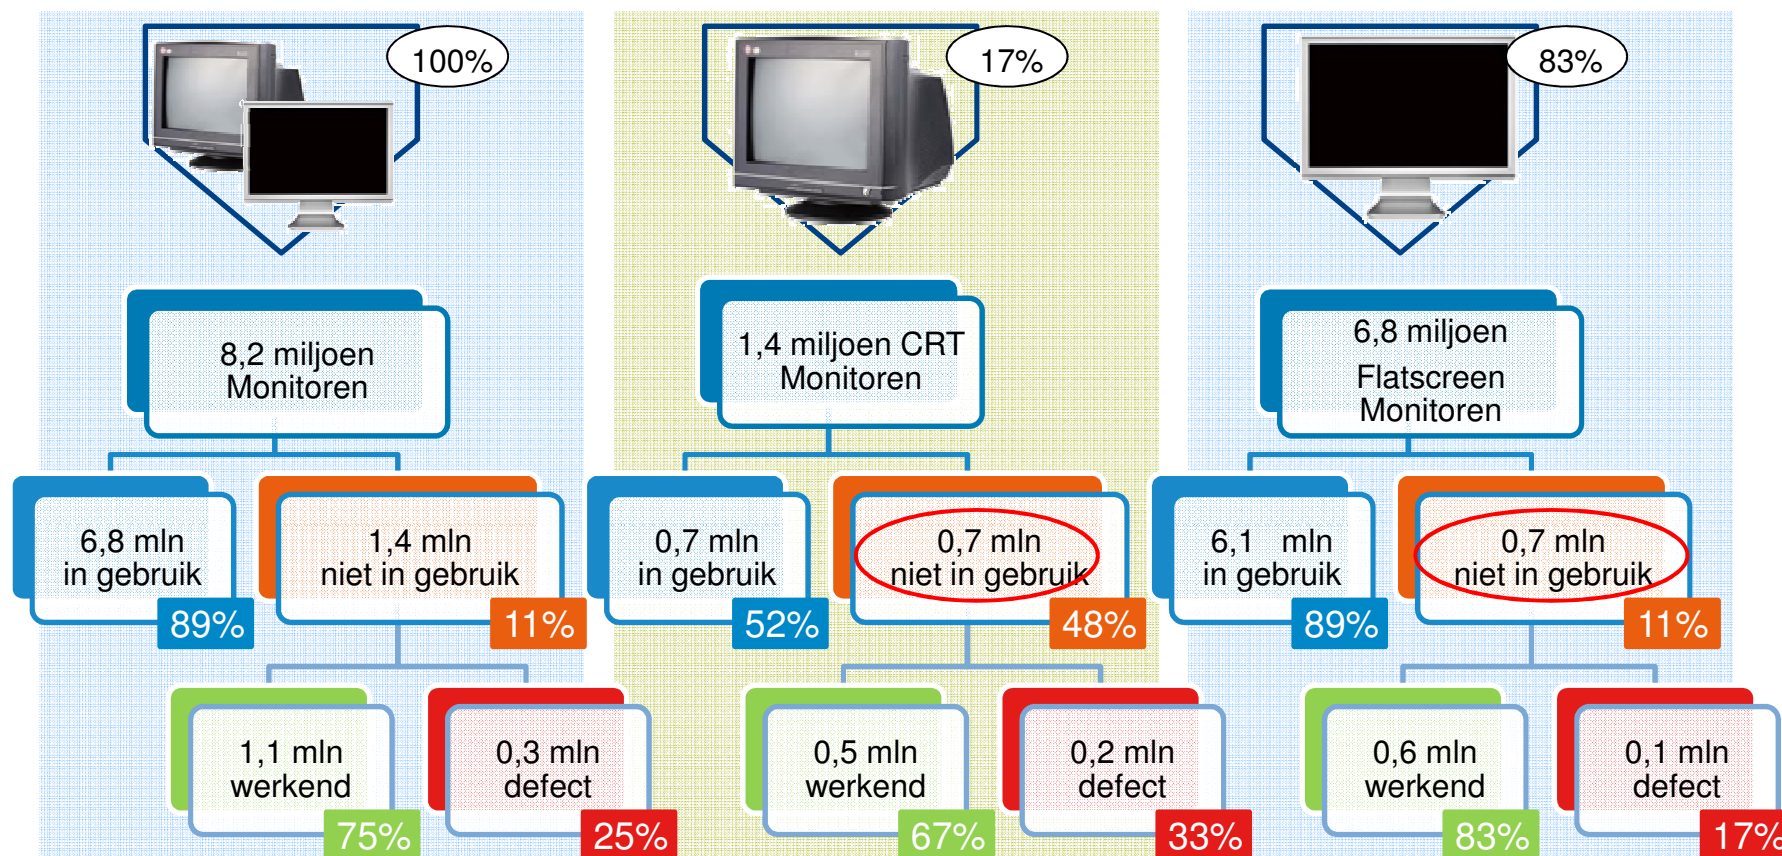 100%
8,2 miljoen
Monitoren
6,8 mln
in gebruik
89%
1,4 mln
niet in gebruik
11%
1,1 mln
werkend
75%
0,3 mln
defect
25%
17%
1,4 miljoen CRT
Monitoren
0,7 mln
in gebruik
52%
0,7 mln
niet in gebruik
48%
0,5 mln
werkend
67%
0,2 mln
defect
33%
83%
6,8 miljoen
Flatscreen
Monitoren
6,1 mln
in gebruik
89%
0,7 mln
niet in gebruik
11%
0,6 mln
werkend
83%
0,1 mln
defect
17%